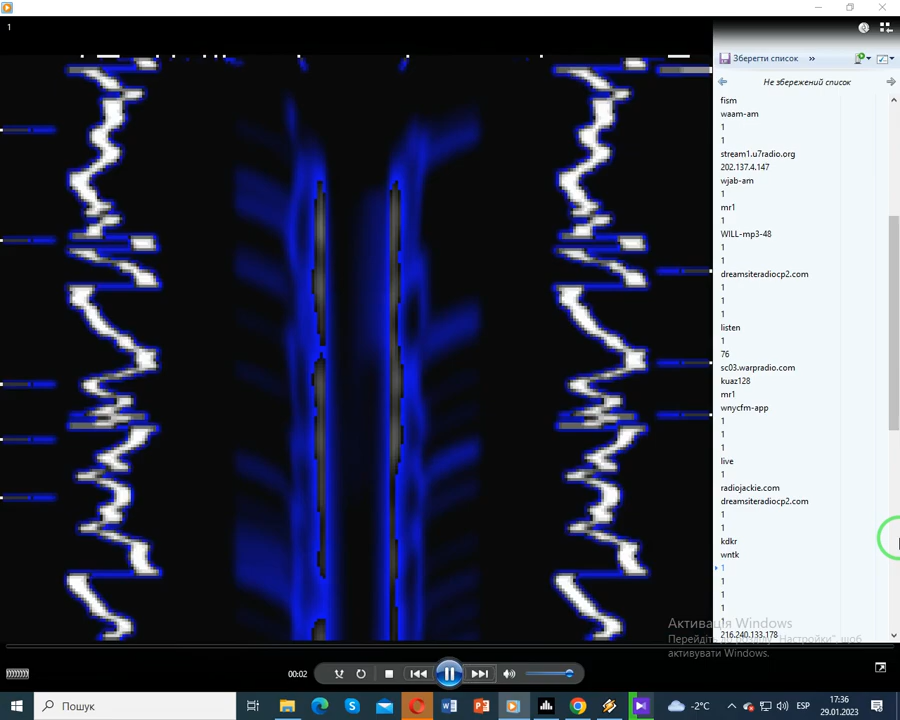 1
Зберегти список »
Не збережений список
fism
waam-am
1
1
stream1.u7radio.org
202.137.4.147
wjab-am
1
mr1
1
WILL-mp3-48
1
1
dreamsiteradiocp2.com
1
1
1
listen
1
76
sc03.warpradio.com
kuaz128
mr1
wnycfm-app
1
1
1
live
1
radiojackie.com
dreamsiteradiocp2.com
1
1
kdkr
wntk
1
1
1
1
1
216.240.133.178
Активація Windows
Перейдіть до розділу "Настройки", щоб
активувати Windows.
00:02
Пошук
-2°C
ESP
17:36
29.01.2023